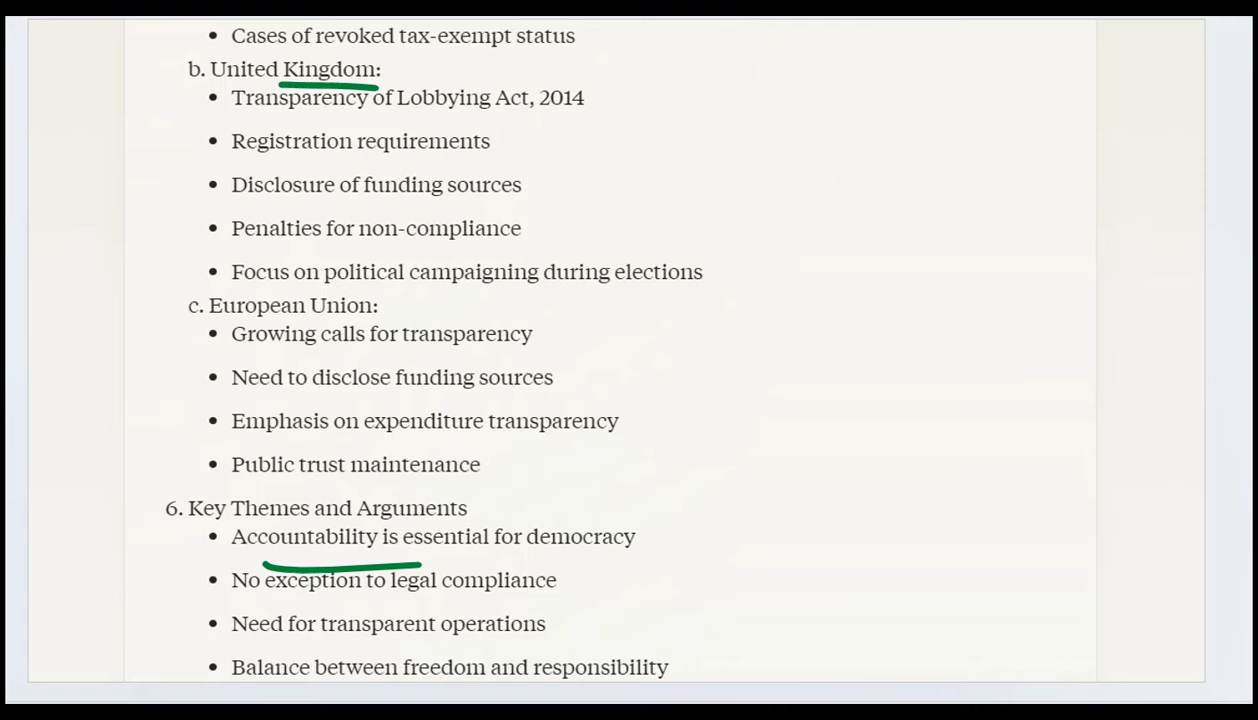 • Cases of revoked tax-exempt status
b. United Kingdom:
• Transparency of Lobbying Act, 2014
• Registration requirements
• Disclosure of funding sources
• Penalties for non-compliance
• Focus on political campaigning during elections
c. European Union:
• Growing calls for transparency
• Need to disclose funding sources
• Emphasis on expenditure transparency
• Public trust maintenance
6. Key Themes and Arguments
• Accountability is essential for democracy
• No exception to legal compliance
• Need for transparent operations
• Balance between freedom and responsibility